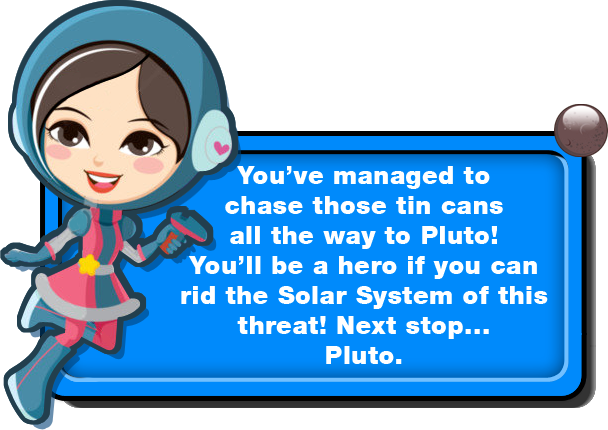 You’ve managed to
chase those tin cans
all the way to Pluto!
You’ll be a hero if you can
rid the Solar System of this
threat! Next stop...
Pluto.